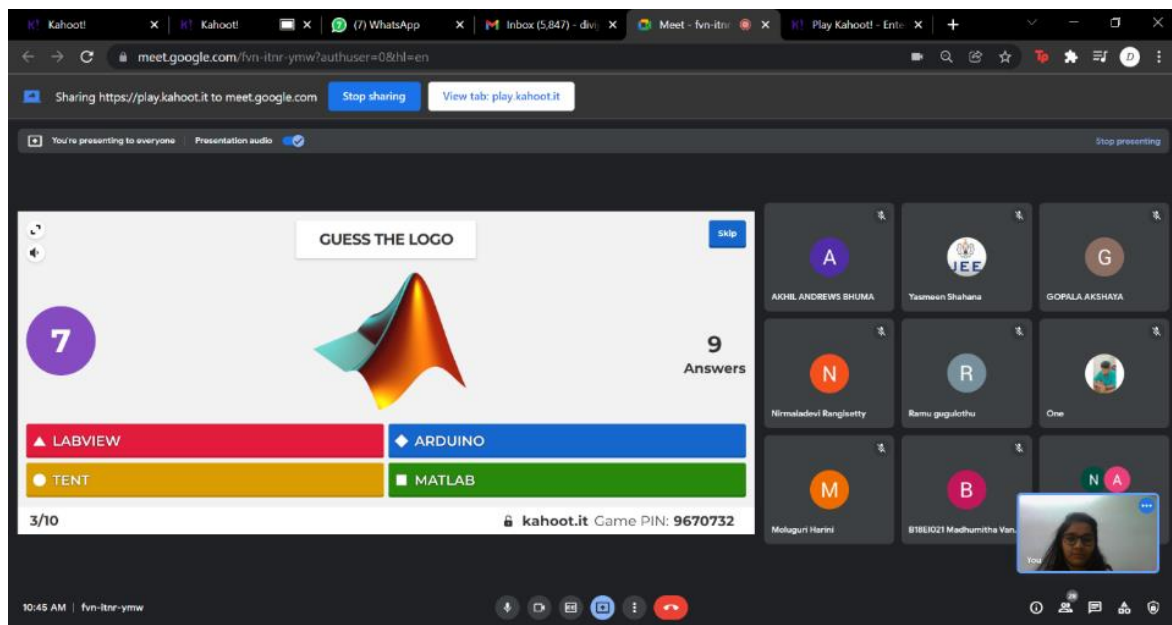 Kahoot!
Kahoot!
(7) WhatsApp
Inbox (5,847) - divi
Meet - fvn-itnr
Play Kahoot! - Ente
meet.google.com/fvn-itnr-ymw?authuser=0&hl=en
Tp
D
Sharing https://play.kahoot.it to meet.google.com
Stop sharing
View tab: play.kahoot.it
You're presenting to everyone
Presentation audio
Stop presenting
GUESS THE LOGO
Skip
7
9
Answers
LABVIEW
ARDUINO
TENT
MATLAB
3/10
kahoot.it Game PIN: 9670732
A
AKHIL ANDREWS BHUMA
JEE
Yasmeen Shahana
G
GOPALA AKSHAYA
N
Nirmaladevi Rangisetty
R
Ramu gugulothu
One
M
Moluguri Harini
B
B18EI021 Madhumitha Van...
N A
You
10:45 AM | fvn-itnr-ymw